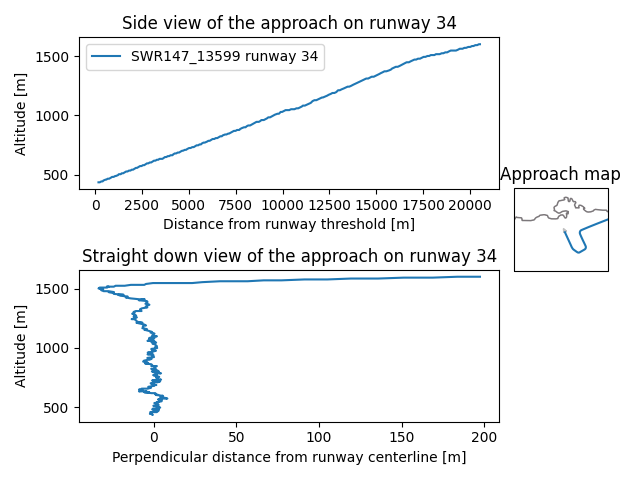 Side view of the approach on runway 34
SWR147_13599 runway 34
Altitude [m]
1500
1000
500
0 2500 5000 7500 10000 12500 15000 17500 20000
Distance from runway threshold [m]
Approach map
Straight down view of the approach on runway 34
Altitude [m]
1500
1000
500
0 50 100 150 200
Perpendicular distance from runway centerline [m]